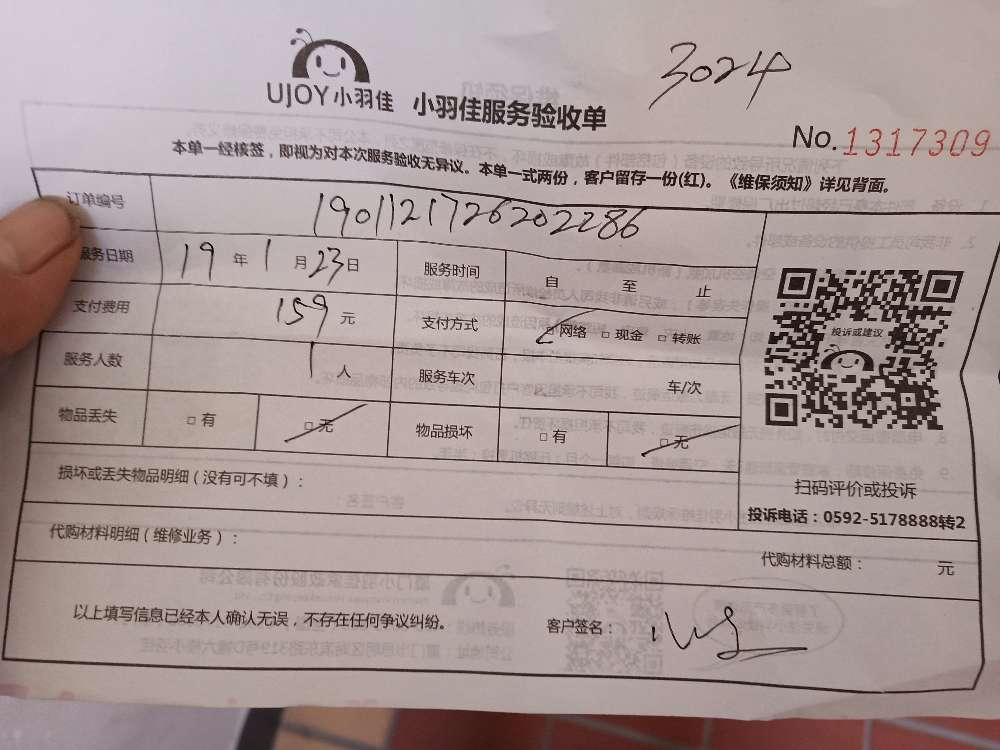 3024
UJOY小羽佳 小羽佳服务验收单
No.1317309
本单一经核签，即视为对本次服务验收无异议。本单一式两份，客户留存一份(红)。《维保须知》详见背面。
订单编号 1901121726202286
服务日期 19 年 1 月 23 日 服务时间 自 至 止
支付费用 159 元 支付方式 □ 网络 □ 现金 □ 转账
服务人数 1 人 服务车次 车/次
物品丢失 □ 有 □ 无 物品损坏 □ 有 □ 无
投诉或建议
扫码评价或投诉
投诉电话：0592-5178888转2
损坏或丢失物品明细（没有可不填）：
代购材料明细（维修业务）：
代购材料总额： 元
以上填写信息已经本人确认无误，不存在任何争议纠纷。
客户签名：